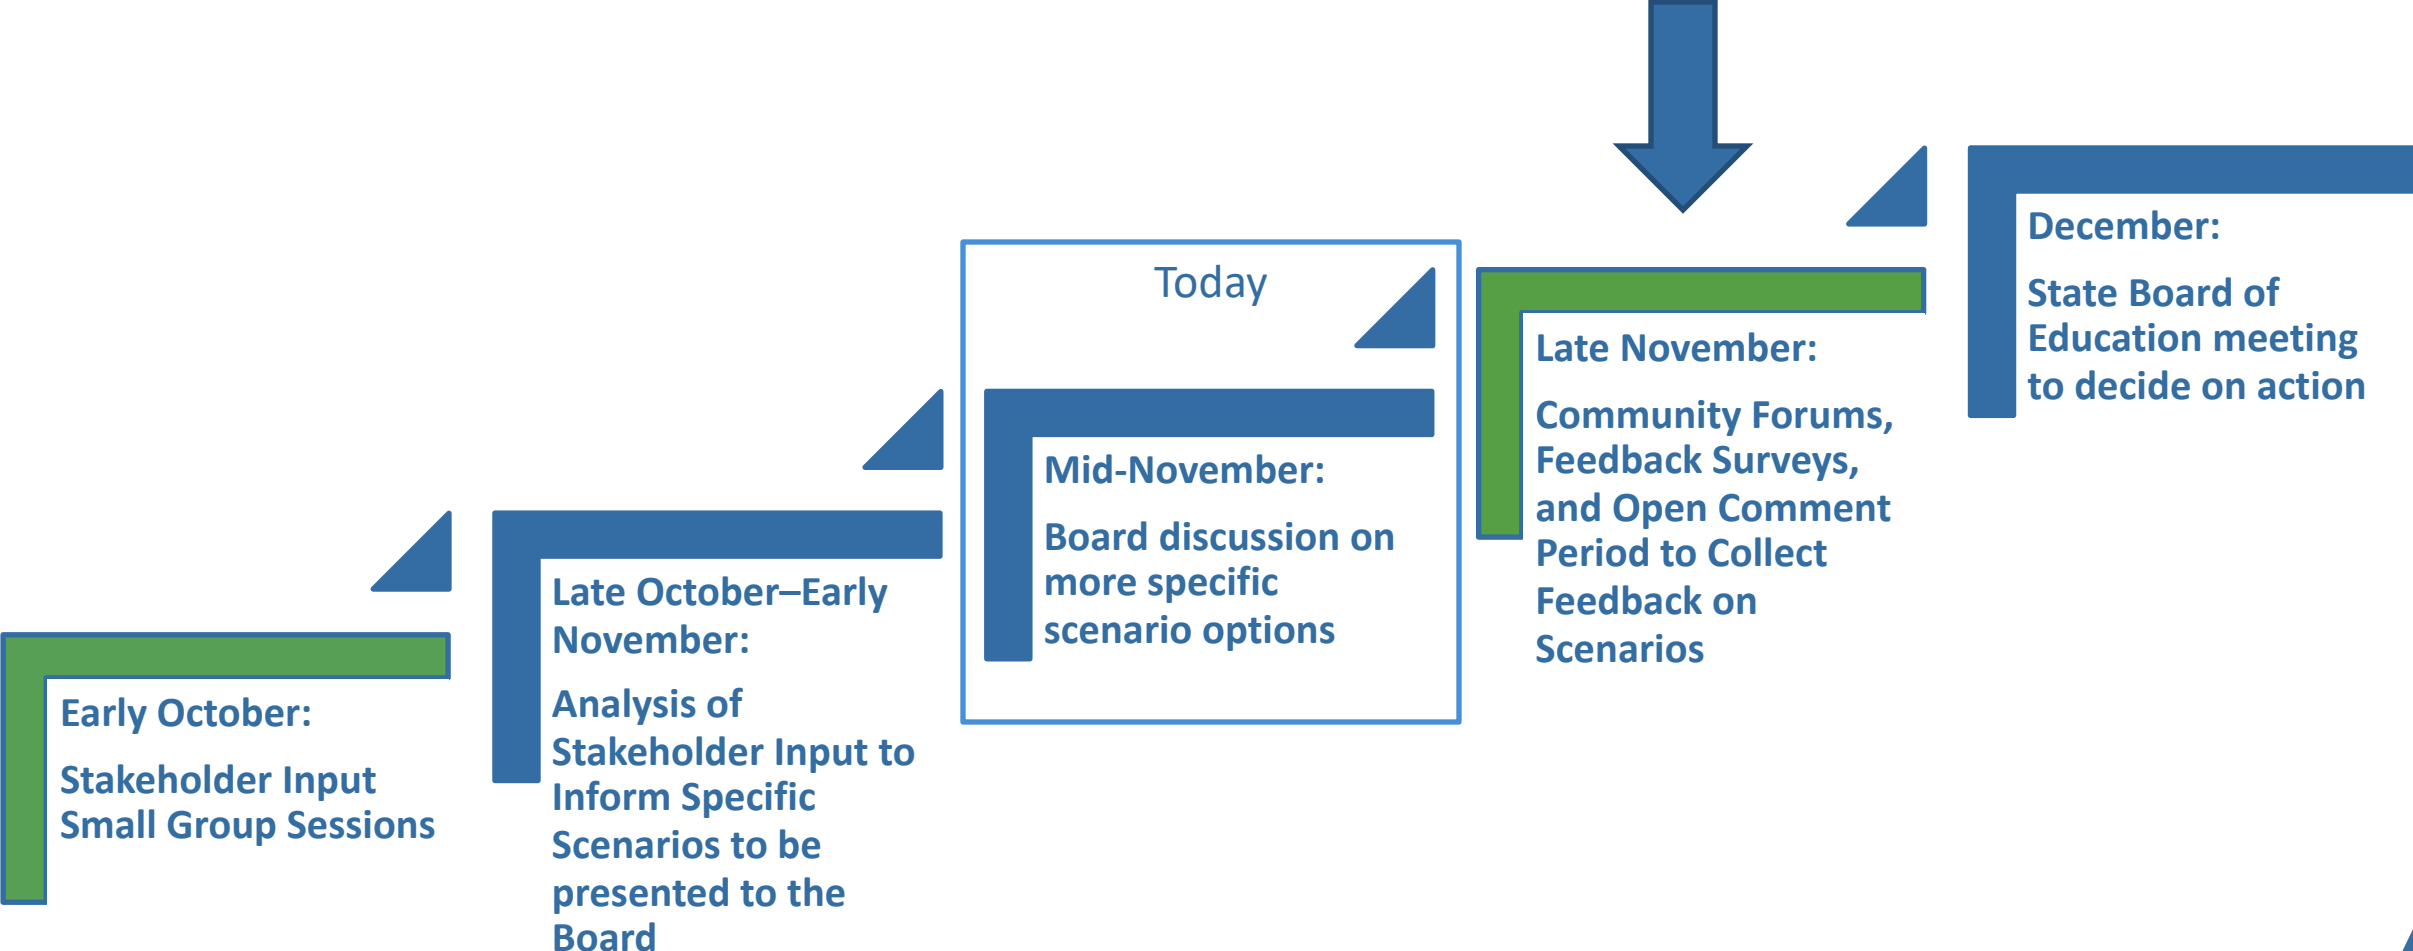 Early October:
Stakeholder Input
Small Group Sessions
Late October–Early
November:
Analysis of
Stakeholder Input to
Inform Specific
Scenarios to be
presented to the
Board
Today
Mid-November:
Board discussion on
more specific
scenario options
Late November:
Community Forums,
Feedback Surveys,
and Open Comment
Period to Collect
Feedback on
Scenarios
December:
State Board of
Education meeting
to decide on action